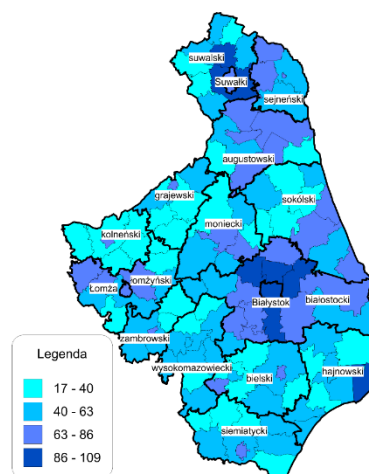 suwalski
Suwałki
sejneński
augustowski
grajewski
sokólski
moniecki
kolneński
Łomża
łomżyński
Białystok
białostocki
zambrowski
wysokomazowiecki
bielski
hajnowski
siemiatycki
Legenda
17 - 40
40 - 63
63 - 86
86 - 109